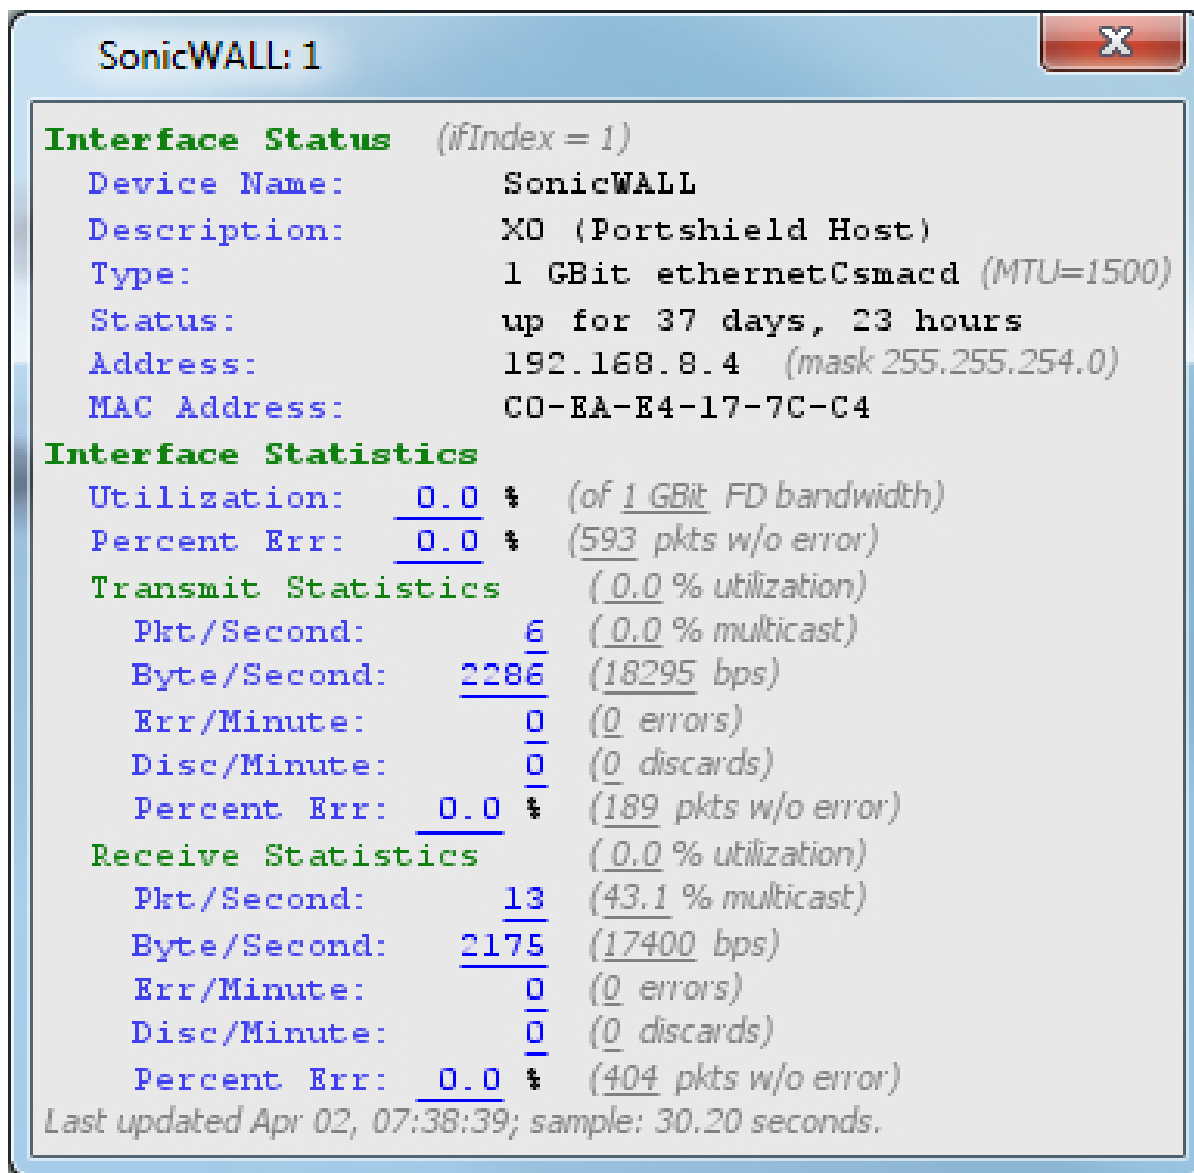 SonicWALL: 1
Interface Status (ifIndex = 1)
Device Name: SonicWALL
Description: X0 (Portshield Host)
Type: 1 GBit ethernetCsmacd (MTU=1500)
Status: up for 37 days, 23 hours
Address: 192.168.8.4 (mask 255.255.254.0)
MAC Address: C0-EA-E4-17-7C-C4
Interface Statistics
Utilization: 0.0 % (of 1 GBit FD bandwidth)
Percent Err: 0.0 % (593 pkts w/o error)
Transmit Statistics ( 0.0 % utilization)
Pkt/Second: 6 ( 0.0 % multicast)
Byte/Second: 2286 (18295 bps)
Err/Minute: 0 (0 errors)
Disc/Minute: 0 (0 discards)
Percent Err: 0.0 % (189 pkts w/o error)
Receive Statistics ( 0.0 % utilization)
Pkt/Second: 13 (43.1 % multicast)
Byte/Second: 2175 (17400 bps)
Err/Minute: 0 (0 errors)
Disc/Minute: 0 (0 discards)
Percent Err: 0.0 % (404 pkts w/o error)
Last updated Apr 02, 07:38:39; sample: 30.20 seconds.